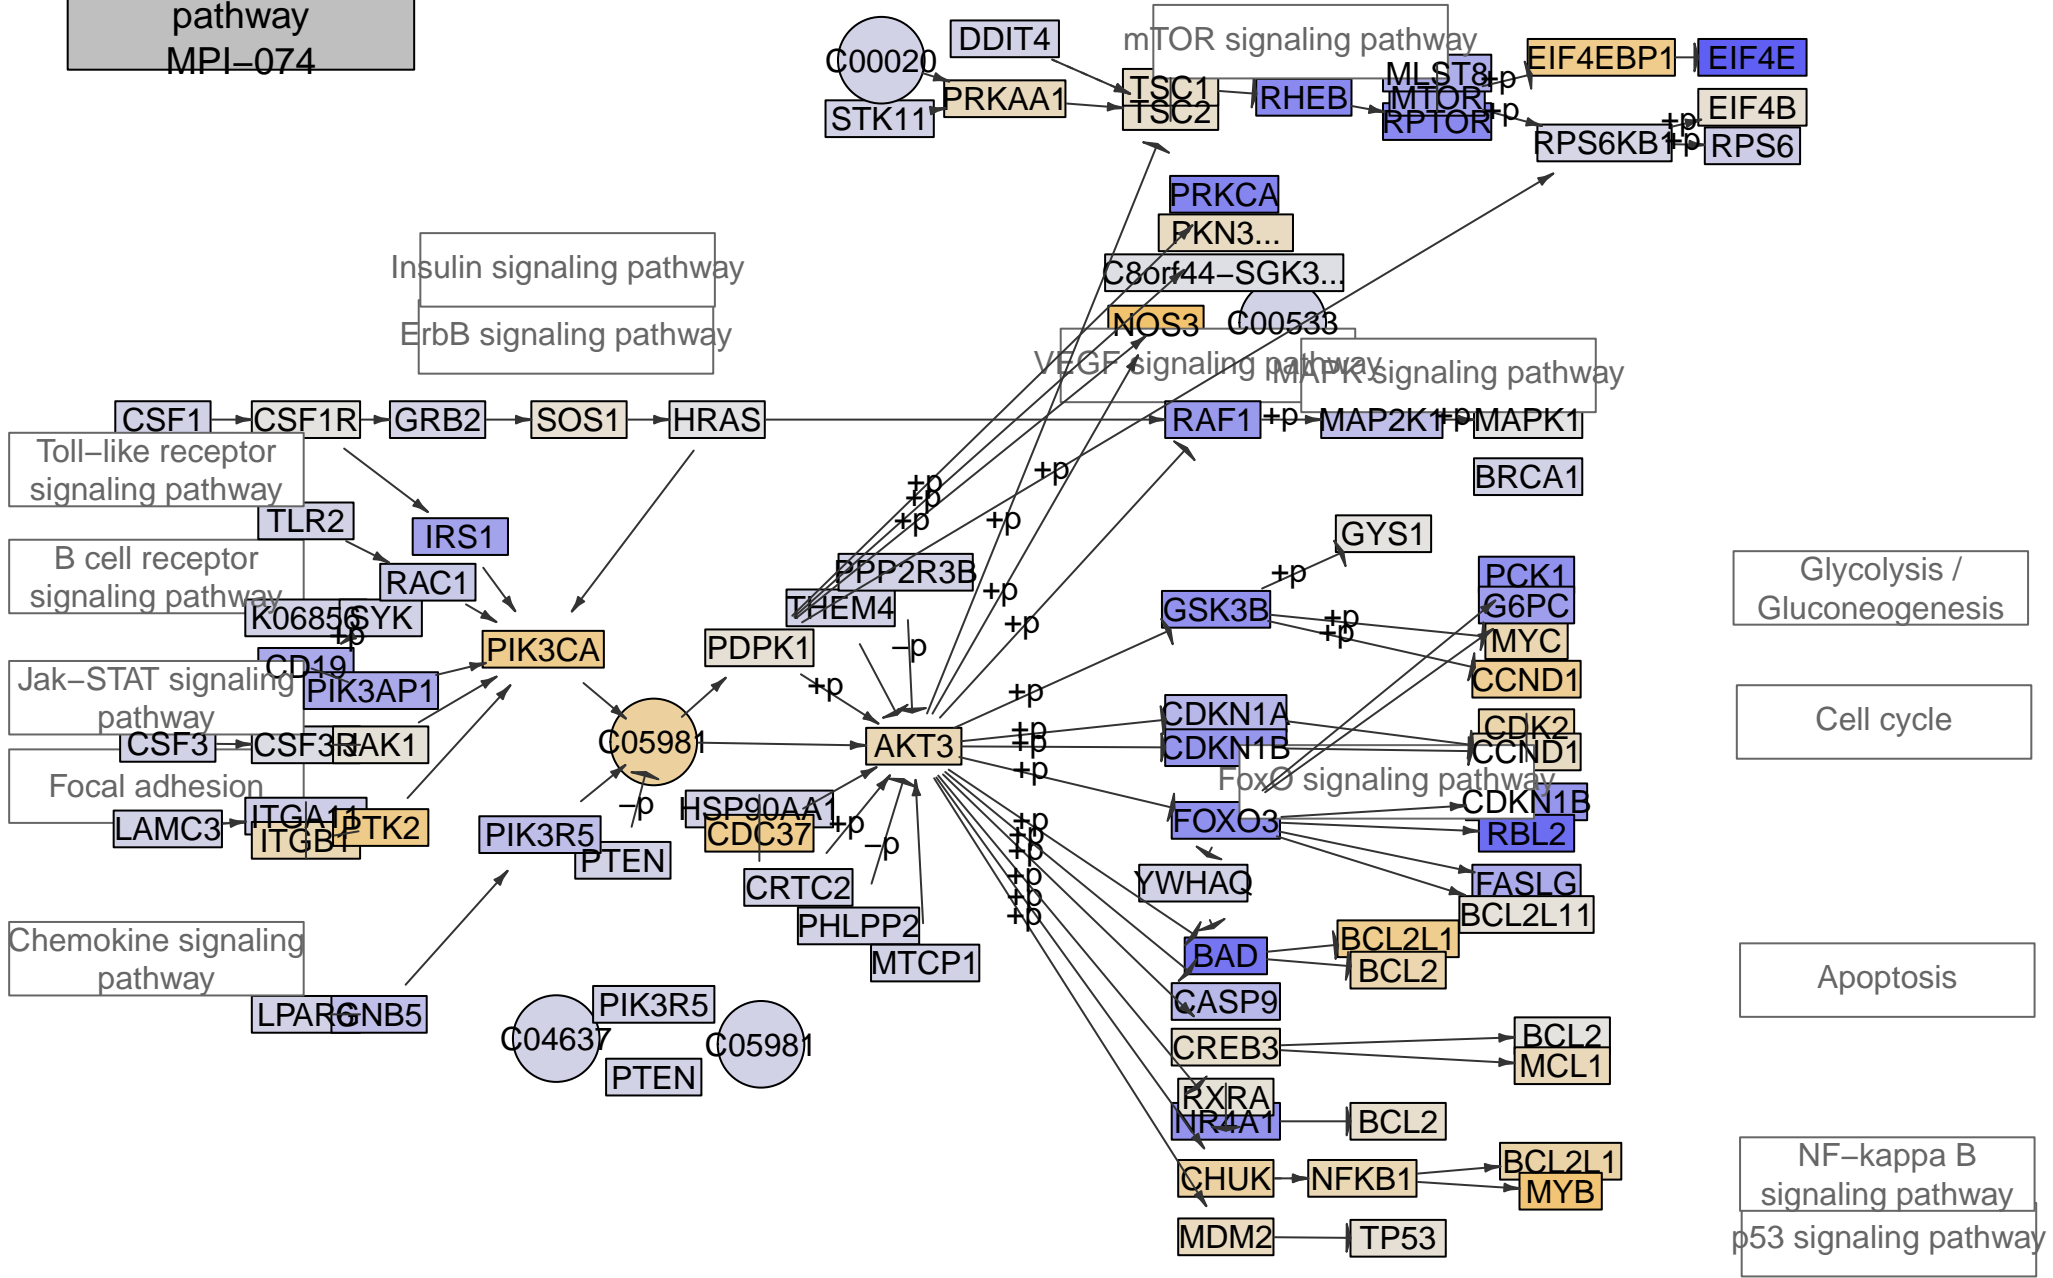 pathway
MPI−074
C00020
DDIT4
mTOR signaling pathway
PRKAA1
STK11
TSC1
TSC2
RHEB
MLST8
MTOR
RPTOR
+p
+p
EIF4EBP1
EIF4E
EIF4B
RPS6KB1
+p
+p
RPS6
PRKCA
PKN3...
C8orf44−SGK3...
NOS3
C00533
Insulin signaling pathway
ErbB signaling pathway
VEGF signaling pathway
MAPK signaling pathway
CSF1
CSF1R
GRB2
SOS1
HRAS
RAF1
+p
MAP2K1
+p
MAPK1
BRCA1
Toll−like receptor
signaling pathway
TLR2
IRS1
B cell receptor
signaling pathway
RAC1
K06856
SYK
+p
CD19
PIK3AP1
PIK3CA
Jak−STAT signaling
pathway
CSF3
CSF3R
JAK1
Focal adhesion
LAMC3
ITGA11
ITGB1
PTK2
Chemokine signaling
pathway
LPAR6
GNB5
+p
+p
+p
+p
+p
+p
+p
PPP2R3B
THEM4
PDPK1
−p
+p
C05981
AKT3
−p
HSP90AA1
CDC37
+p
−p
PIK3R5
PTEN
CRTC2
PHLPP2
MTCP1
C04637
PIK3R5
PTEN
C05981
GYS1
+p
GSK3B
+p
+p
PCK1
G6PC
MYC
CCND1
+p
+p
+p
+p
CDKN1A
CDKN1B
CDK2
CCND1
FoxO signaling pathway
FOXO3
CDKN1B
RBL2
FASLG
BCL2L11
YWHAQ
+p
+p
+p
+p
+p
+p
BAD
BCL2L1
BCL2
CASP9
CREB3
BCL2
MCL1
RXRA
NR4A1
BCL2
CHUK
NFKB1
BCL2L1
MYB
MDM2
TP53
Glycolysis /
Gluconeogenesis
Cell cycle
Apoptosis
NF−kappa B
signaling pathway
p53 signaling pathway